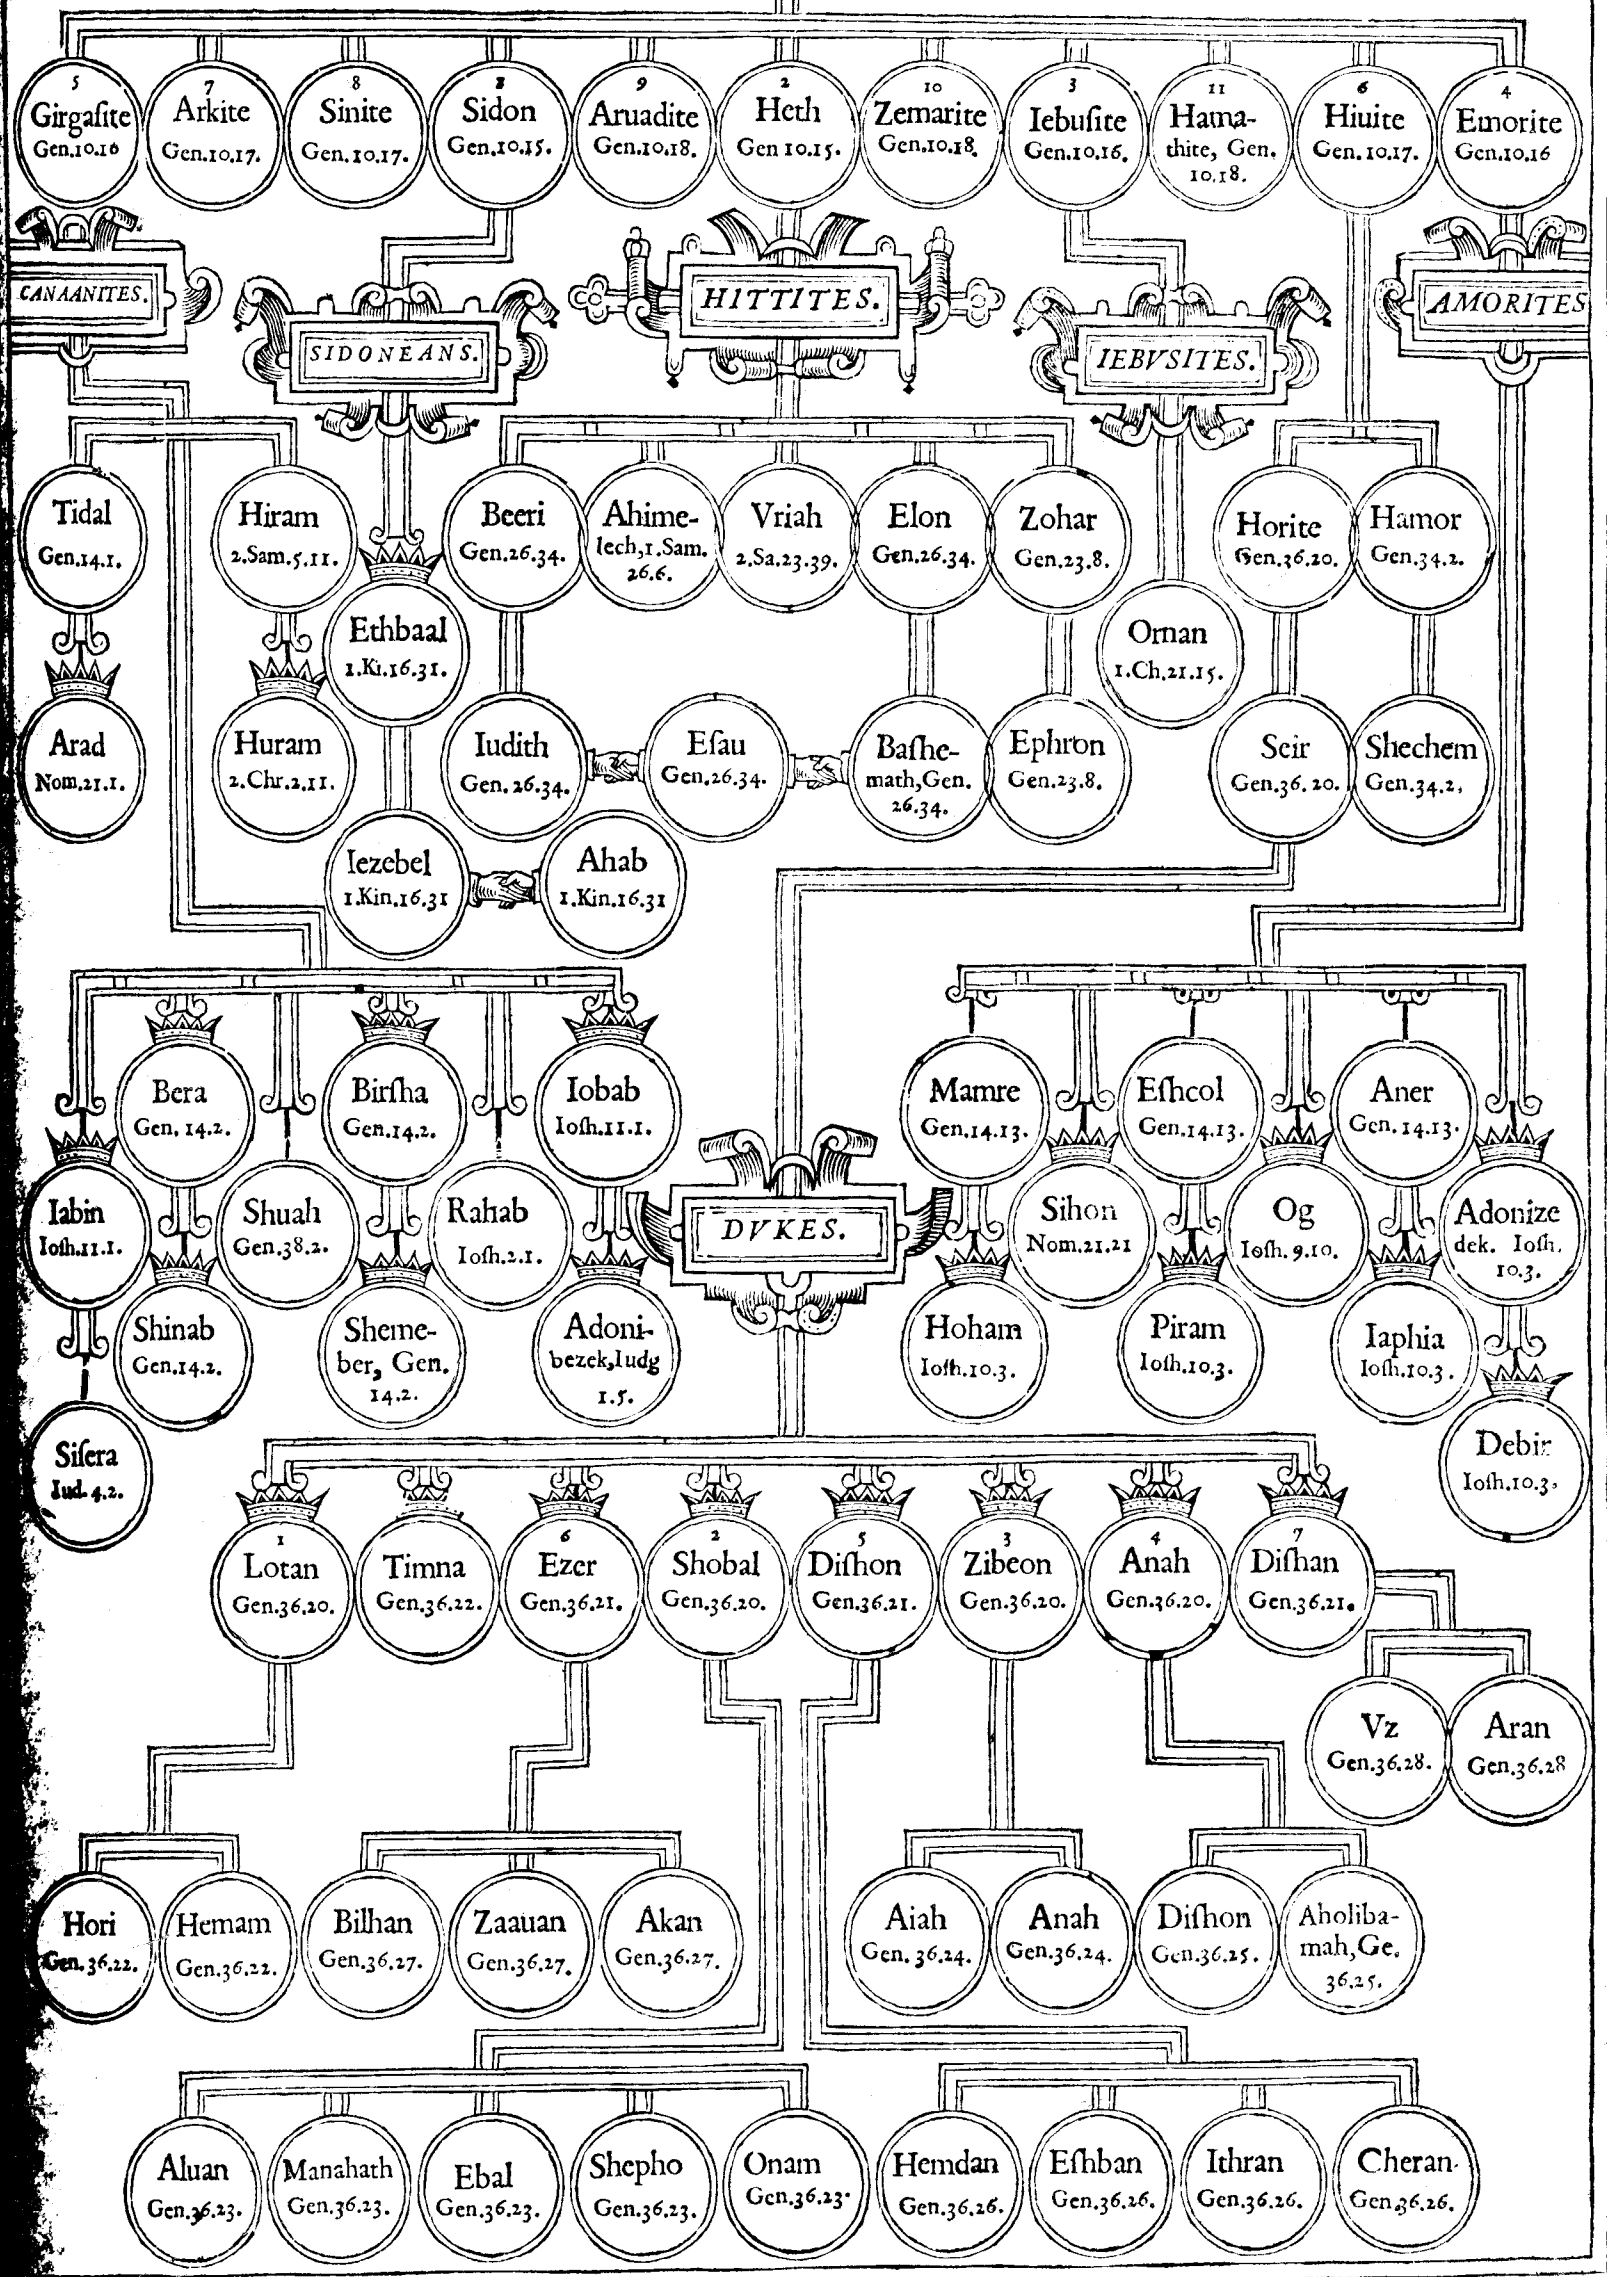 5
Girgaſite
Gen.10.16
7
Arkite
Gen.10.17.
8
Sinite
Gen.10.17.
Sidon
Gen.10.15.
9
Aruadite
Gen.10.18.
2
Heth
Gen 10.15.
10
Zemarite
Gen.10.18.
3
Iebuſite
Gen.10.16.
11
Hama-
thite, Gen.
10.18.
6
Hiuite
Gen.10.17.
4
Emorite
Gen.10.16
CANAANITES.
SIDONEANS.
HITTITES.
IEBVSITES.
AMORITES
Tidal
Gen.14.1.
Hiram
2.Sam.5.11.
Beeri
Gen.26.34.
Ahime-
lech,1.Sam.
26.6.
Vriah
2.Sa.23.39.
Elon
Gen.26.34.
Zohar
Gen.23.8.
Horite
Gen.36.20.
Hamor
Gen.34.2.
Ethbaal
1.Ki.16.31.
Ornan
1.Ch.21.15.
Arad
Nom.21.1.
Huram
2.Chr.2.11.
Iudith
Gen.26.34.
Eſau
Gen.26.34.
Baſhe-
math,Gen.
26.34.
Ephron
Gen.23.8.
Seir
Gen.36.20.
Shechem
Gen.34.2,
Iezebel
1.Kin.16.31
Ahab
1.Kin.16.31
Bera
Gen.14.2.
Birſha
Gen.14.2.
Iobab
Ioſh.11.1.
Mamre
Gen.14.13.
Eſhcol
Gen.14.13.
Aner
Gen.14.13.
Iabin
Ioſh.11.1.
Shuah
Gen.38.2.
Rahab
Ioſh.2.1.
DVKES.
Sihon
Nom.21.21
Og
Ioſh.9.10.
Adonize
dek. Ioſh.
10.3.
Shinab
Gen.14.2.
Sheme-
ber, Gen.
14.2.
Adoni-
bezek,Iudg
1.5.
Hoham
Ioſh.10.3.
Piram
Ioſh.10.3.
Iaphia
Ioſh.10.3.
Siſera
Iud.4.2.
Debir
Ioſh.10.3.
1
Lotan
Gen.36.20.
Timna
Gen.36.22.
6
Ezer
Gen.36.21.
2
Shobal
Gen.36.20.
5
Diſhon
Gen.36.21.
3
Zibeon
Gen.36.20.
4
Anah
Gen.36.20.
7
Diſhan
Gen.36.21.
Vz
Gen.36.28.
Aran
Gen.36.28
Hori
Gen.36.22.
Hemam
Gen.36.22.
Bilhan
Gen.36.27.
Zaauan
Gen.36.27.
Akan
Gen.36.27.
Aiah
Gen.36.24.
Anah
Gen.36.24.
Diſhon
Gen.36.25.
Aholiba-
mah,Ge.
36.25.
Aluan
Gen.36.23.
Manahath
Gen.36.23.
Ebal
Gen.36.23.
Shepho
Gen.36.23.
Onam
Gen.36.23.
Hemdan
Gen.36.26.
Eſhban
Gen.36.26.
Ithran
Gen.36.26.
Cheran.
Gen.36.26.